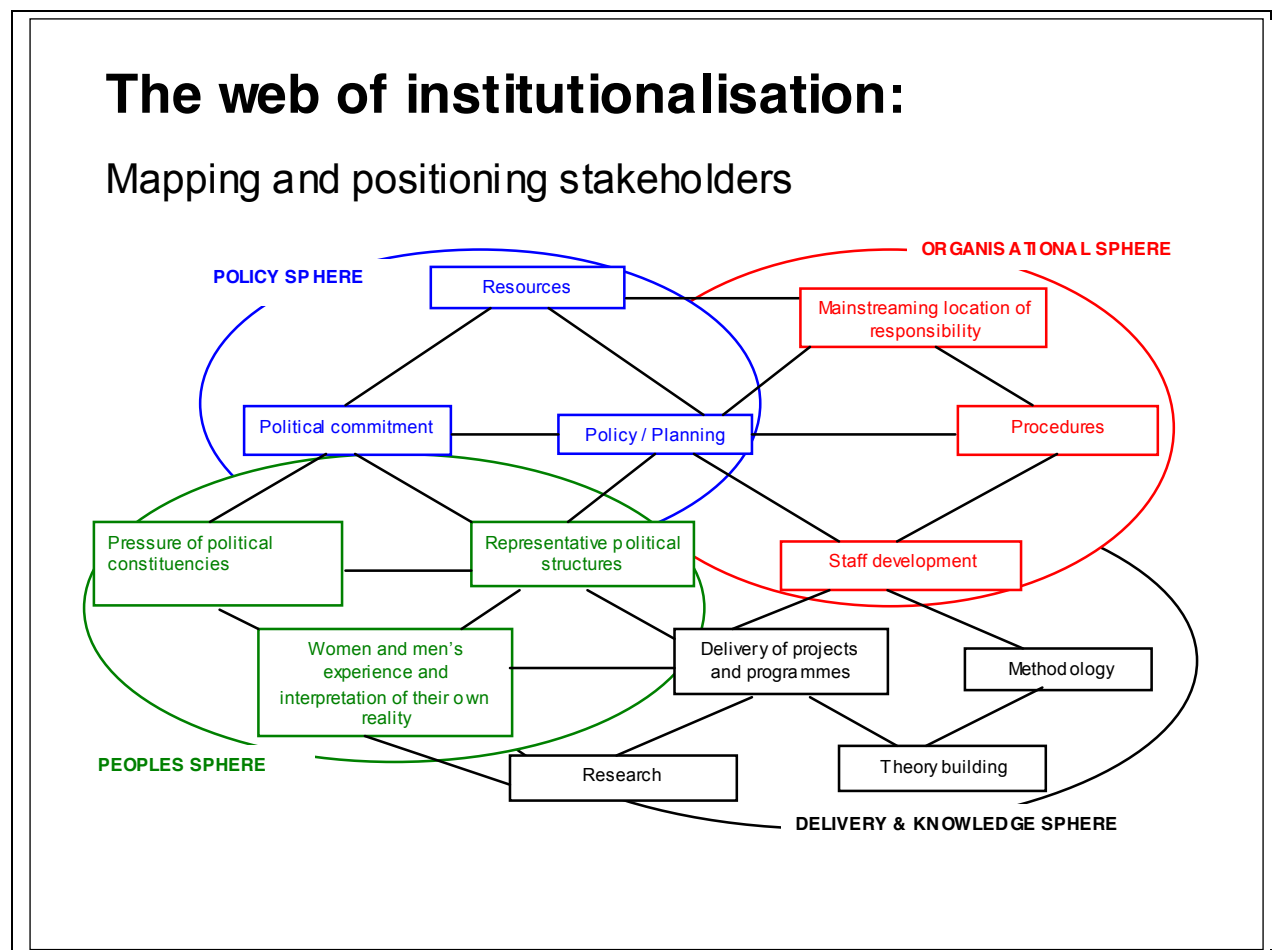 The web of institutionalisation:
Mapping and positioning stakeholders
ORGANISATIONAL SPHERE
POLICY SPHERE
Resources
Mainstreaming location of
responsibility
Political commitment
Policy / Planning
Procedures
Pressure of political
constituencies
Representative political
structures
Staff development
Women and men's
experience and
interpretation of their own
reality
Delivery of projects
and programmes
Methodology
PEOPLES SPHERE
Research
Theory building
DELIVERY & KNOWLEDGE SPHERE